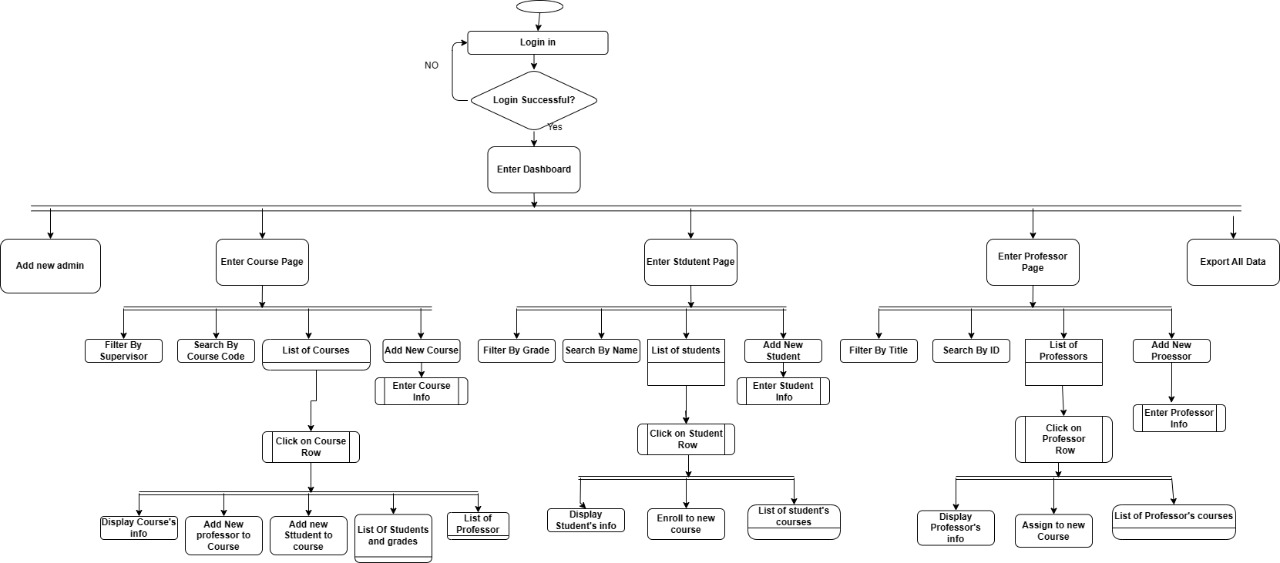 Login in
NO
Login Successful?
Yes
Enter Dashboard
Add new admin
Enter Course Page
Enter Stdutent Page
Enter Professor
Page
Export All Data
Filter By
Supervisor
Search By
Course Code
List of Courses
Add New Course
Filter By Grade
Search By Name
List of students
Add New
Student
Filter By Title
Search By ID
List of
Professors
Add New
Proessor
Enter Course
Info
Enter Student
Info
Enter Professor
Info
Click on Course
Row
Click on Student
Row
Click on
Professor
Row
Display Course's
info
Add New
professor to
Course
Add new
Sttudent to
course
List Of Students
and grades
List of
Professor
Display
Student's info
Enroll to new
course
List of student's
courses
Display
Professor's
info
Assign to new
Course
List of Professor's courses